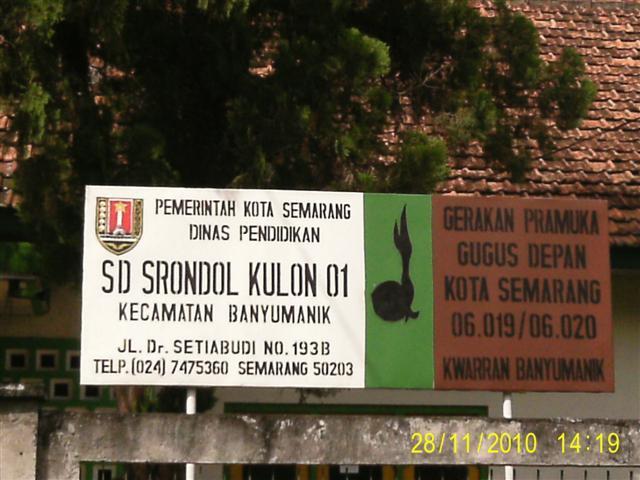 PEMERINTAH KOTA SEMARANG
DINAS PENDIDIKAN
SD SRONDOL KULON 01
KECAMATAN BANYUMANIK
JL. Dr. SETIABUDI NO. 193B
TELP. (024) 7475360 SEMARANG 50203
GERAKAN PRAMUKA
GUGUS DEPAN
KOTA SEMARANG
06.019/06.020
KWARRAN BANYUMANIK
28/11/2010 14:19